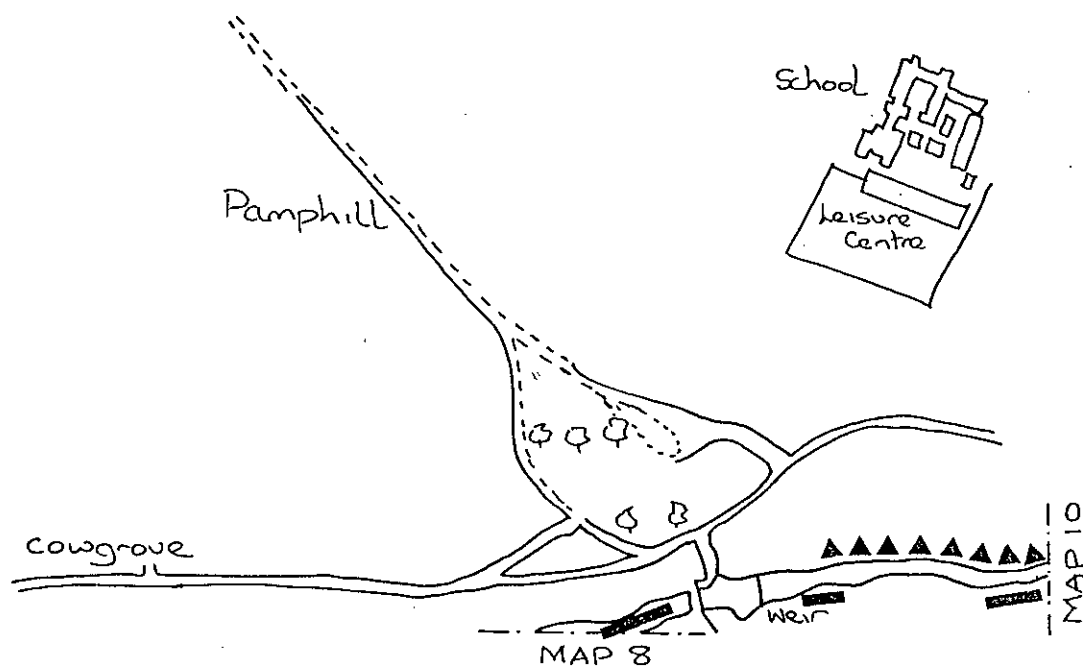 School
Pamphill
Leisure
Centre
Cowgrove
Weir
MAP 8
MAP 10